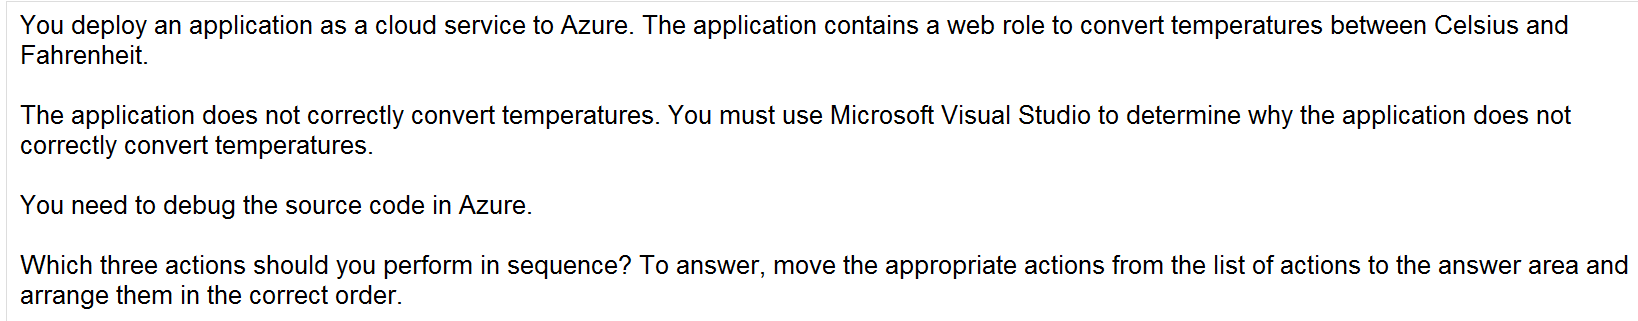 You deploy an application as a cloud service to Azure. The application contains a web role to convert temperatures between Celsius and
Fahrenheit.
The application does not correctly convert temperatures. You must use Microsoft Visual Studio to determine why the application does not
correctly convert temperatures.
You need to debug the source code in Azure.
Which three actions should you perform in sequence? To answer, move the appropriate actions from the list of actions to the answer area and
arrange them in the correct order.